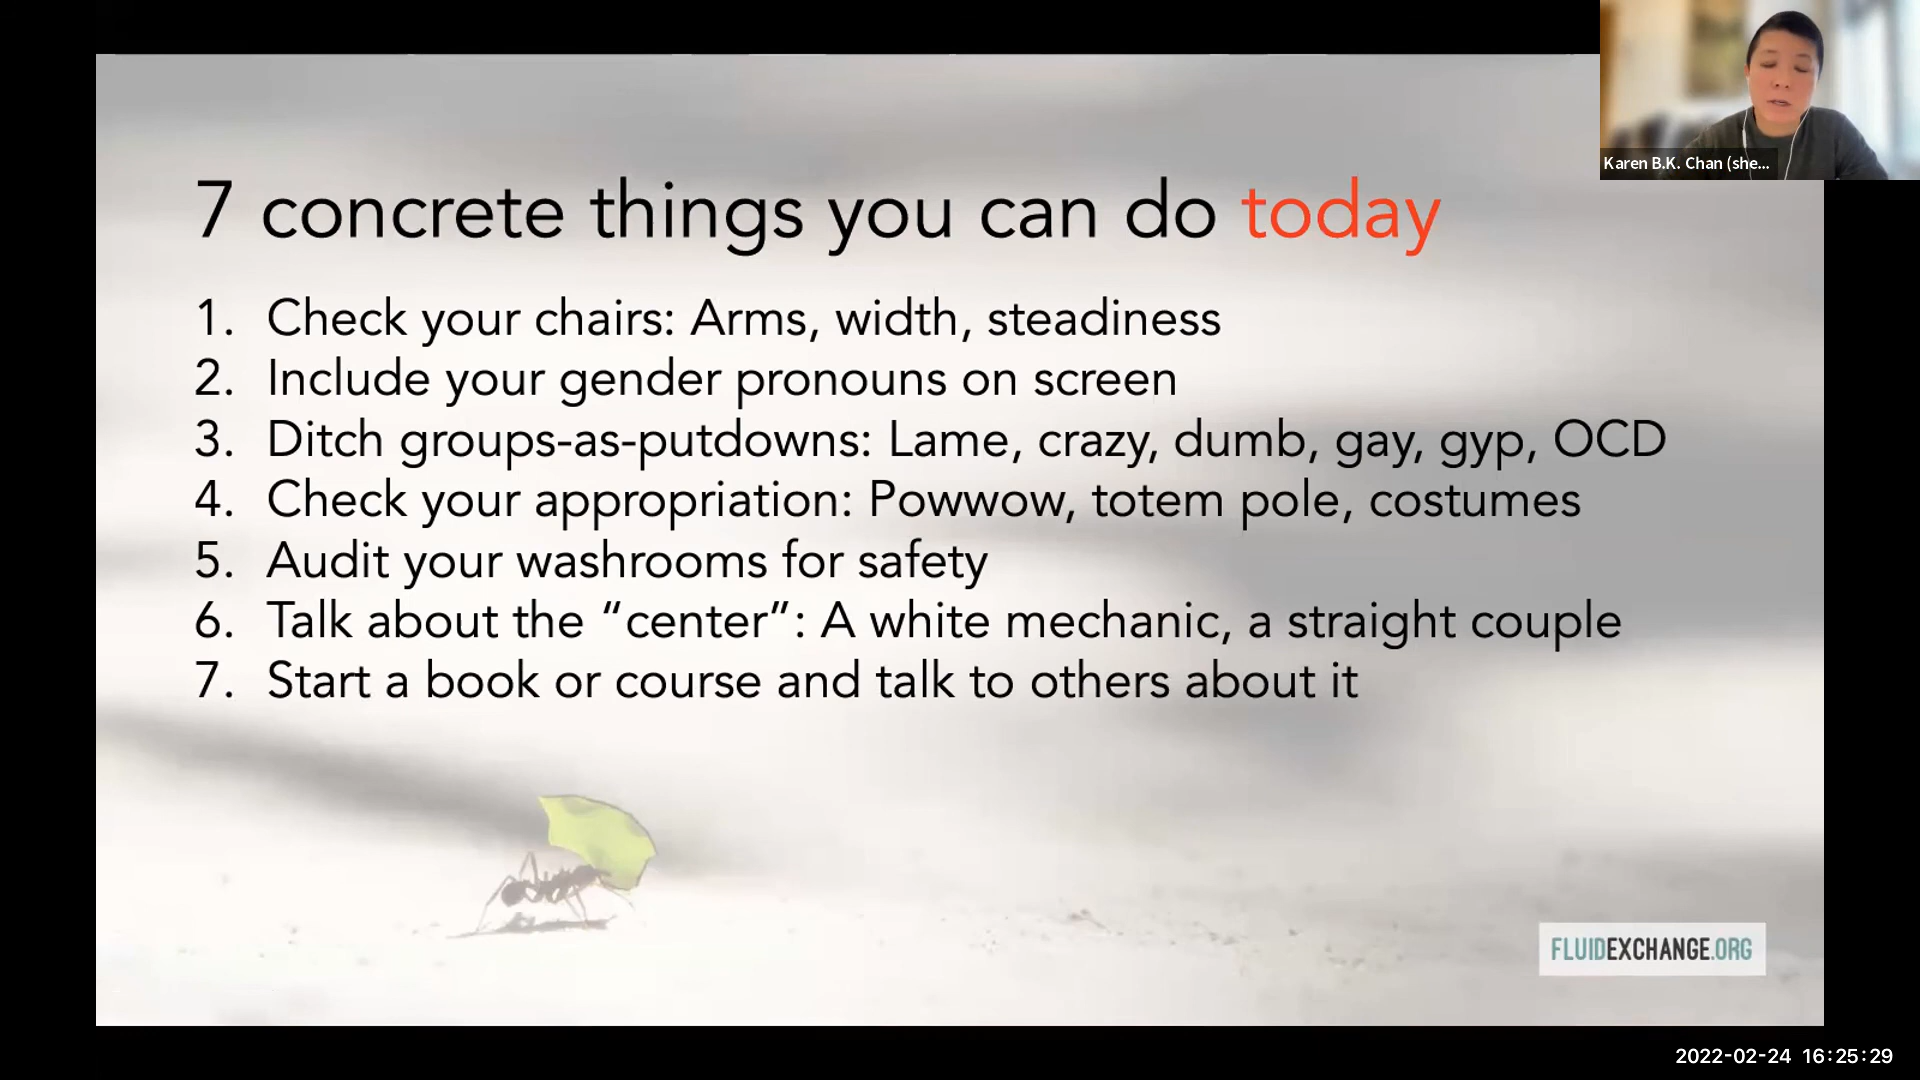 Karen B.K. Chan (she...
7 concrete things you can do today
1. Check your chairs: Arms, width, steadiness
2. Include your gender pronouns on screen
3. Ditch groups-as-putdowns: Lame, crazy, dumb, gay, gyp, OCD
4. Check your appropriation: Powwow, totem pole, costumes
5. Audit your washrooms for safety
6. Talk about the “center”: A white mechanic, a straight couple
7. Start a book or course and talk to others about it
FLUIDEXCHANGE.ORG
2022-02-24 16:25:29